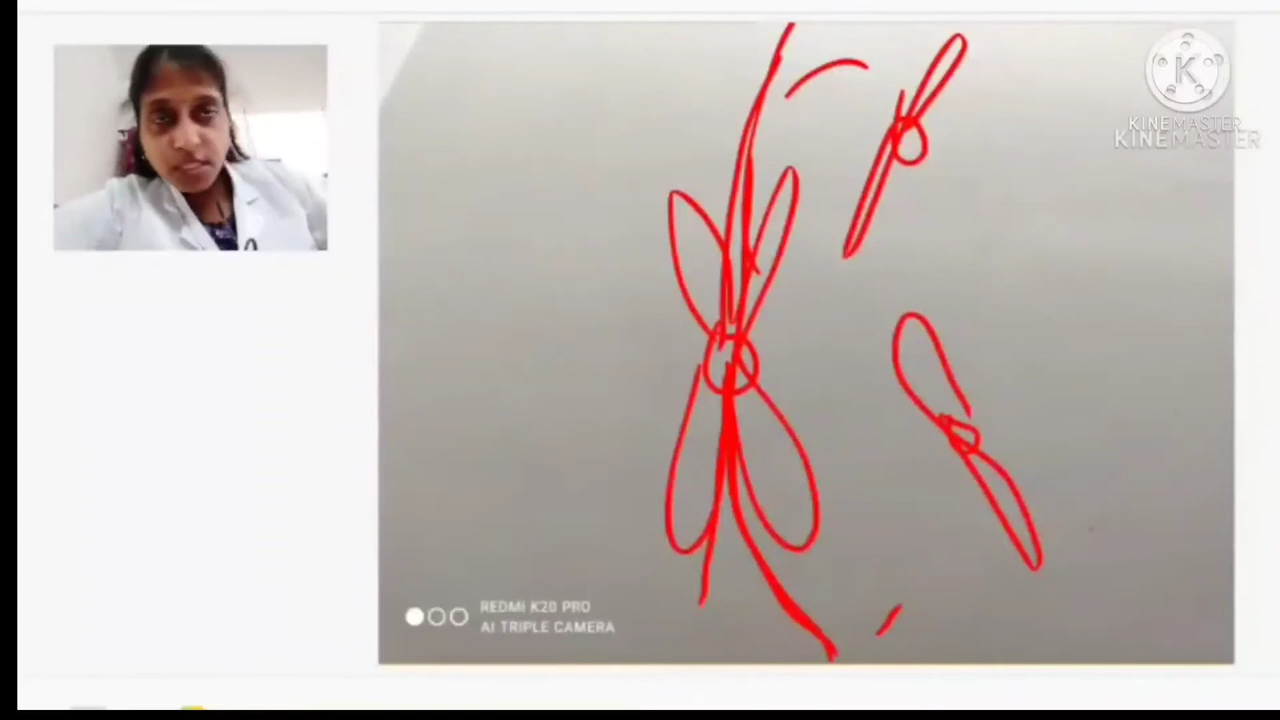 K
KINEMASTER
KINEMASTER
REDMI K20 PRO
AI TRIPLE CAMERA